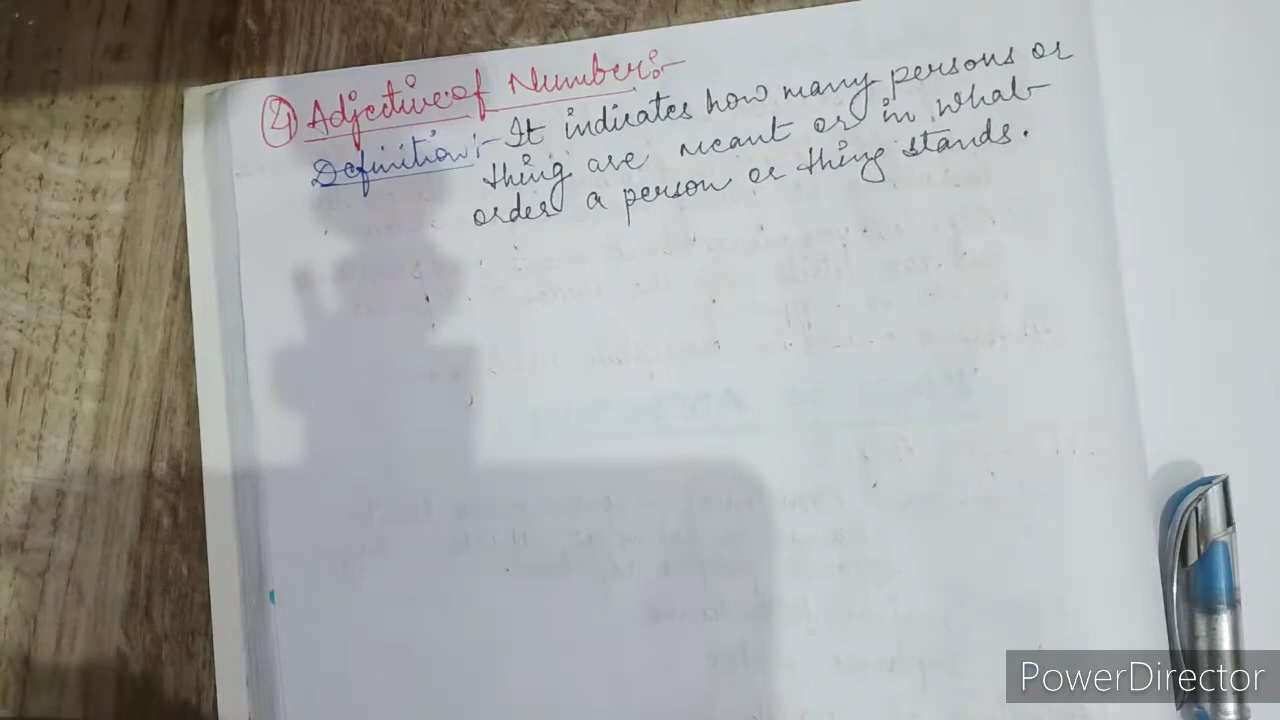 4 Adjective of Number:-
Definition:- It indicates how many persons or
thing are meant or in what
order a person or thing stands.
PowerDirector